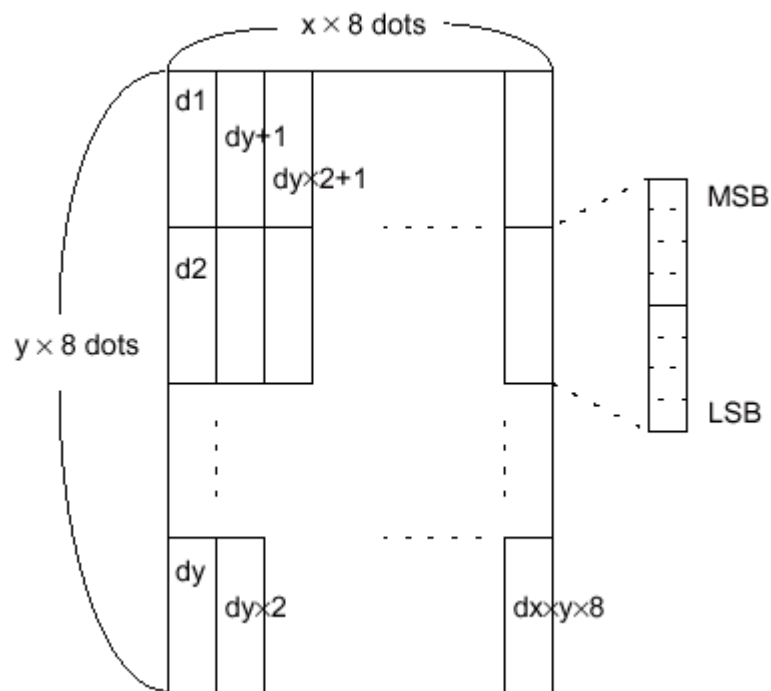 x × 8 dots
d1
dy+1
dy×2+1
MSB
d2
y × 8 dots
LSB
dy
dy×2
dx×y×8